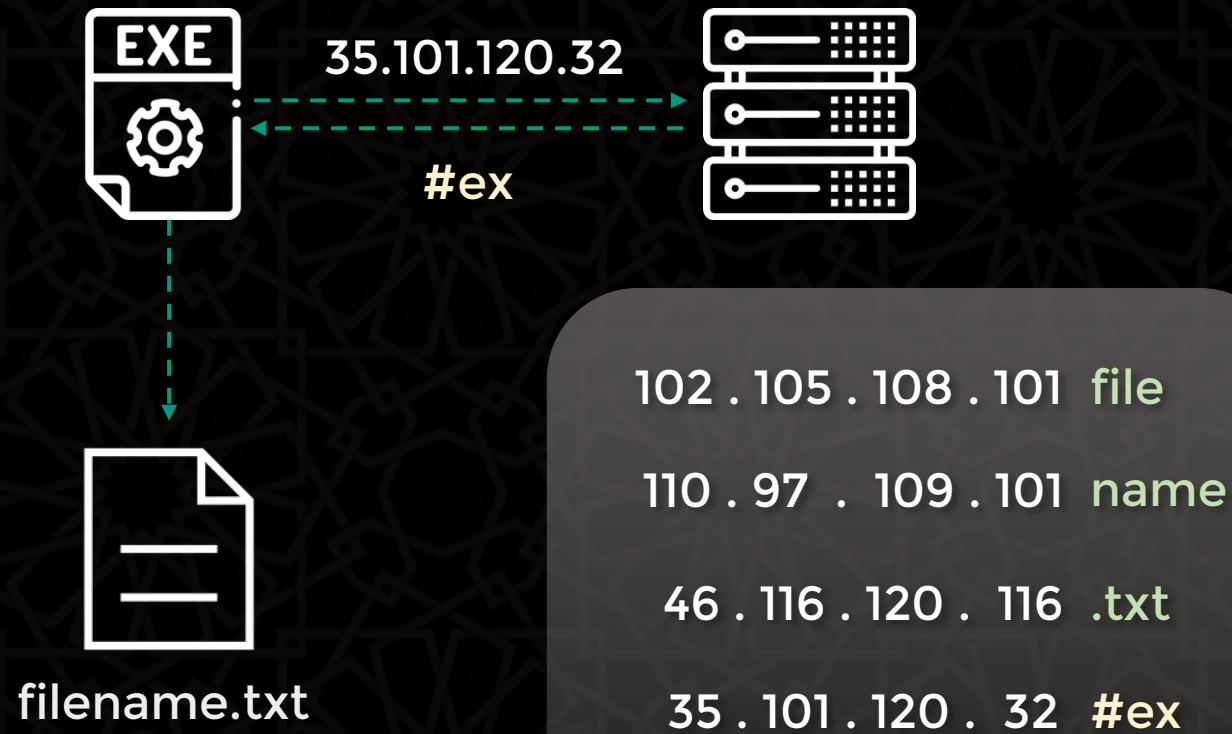 EXE
35.101.120.32
#ex
102 . 105 . 108 . 101 file
110 . 97 . 109 . 101 name
46 . 116 . 120 . 116 .txt
filename.txt
35 . 101 . 120 . 32 #ex